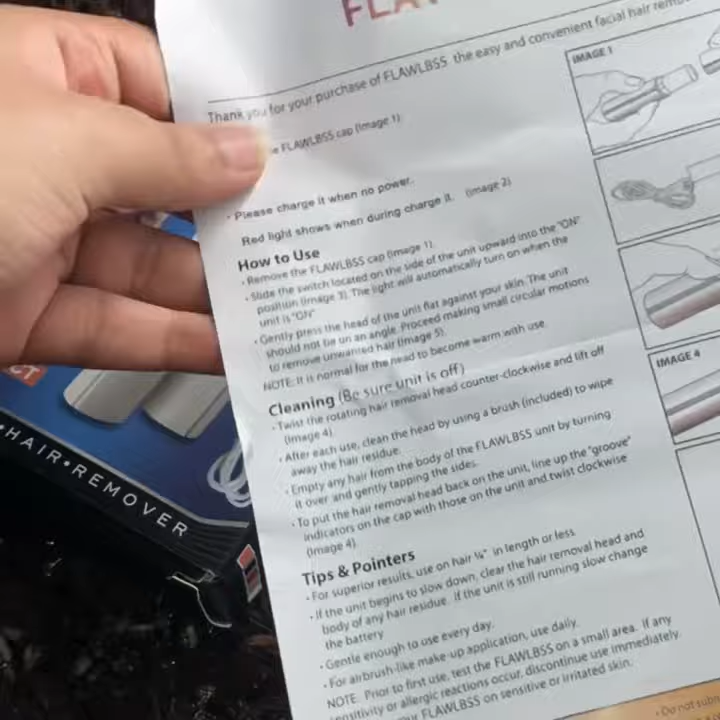 FLA
Thank you for your purchase of FLAWLBSS the easy and convenient facial hair
IMAGE 1
FLAWLBSS cap (Image 1)
• Please charge it when no power.
Red light shows when during charge it. (image 2)
How to Use
• Remove the FLAWLBSS cap (Image 1).
• Slide the switch located on the side of the unit upward into the "ON"
position (Image 3). The light will automatically turn on when the
unit is "ON"
• Gently press the head of the unit flat against your skin. The unit
should not be on an angle. Proceed making small circular motions
to remove unwanted hair (Image 5).
NOTE: It is normal for the head to become warm with use.
Cleaning (Be sure unit is off)
• Twist the rotating hair removal head counter-clockwise and lift off
(Image 4).
IMAGE 4
• After each use, clean the head by using a brush (included) to wipe
away the hair residue.
• Empty any hair from the body of the FLAWLBSS unit by turning
it over and gently tapping the sides.
• To put the hair removal head back on the unit, line up the "groove"
indicators on the cap with those on the unit and twist clockwise
(Image 4).
Tips & Pointers
• For superior results, use on hair ¼" in length or less.
• If the unit begins to slow down, clear the hair removal head and
body of any hair residue. If the unit is still running slow change
the battery
• Gentle enough to use every day.
• For airbrush-like make-up application, use daily.
NOTE: Prior to first use, test the FLAWLBSS on a small area. If any
sensitivity or allergic reactions occur, discontinue use immediately.
FLAWLBSS on sensitive or irritated skin.
• Do not
CT
• HAIR • REMOVER